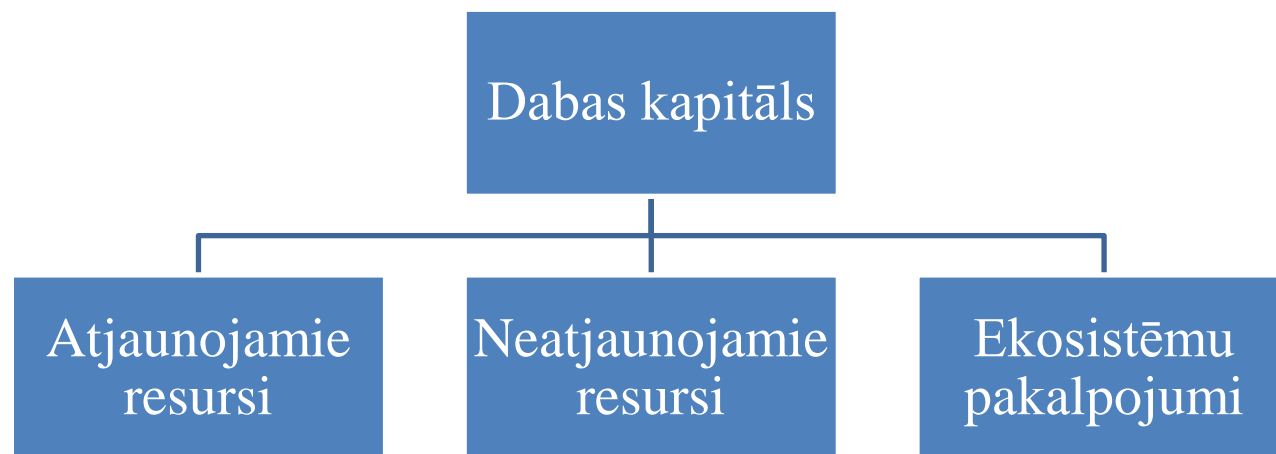 Dabas kapitāls
Atjaunojamie
resursi
Neatjaunojamie
resursi
Ekosistēmu
pakalpojumi